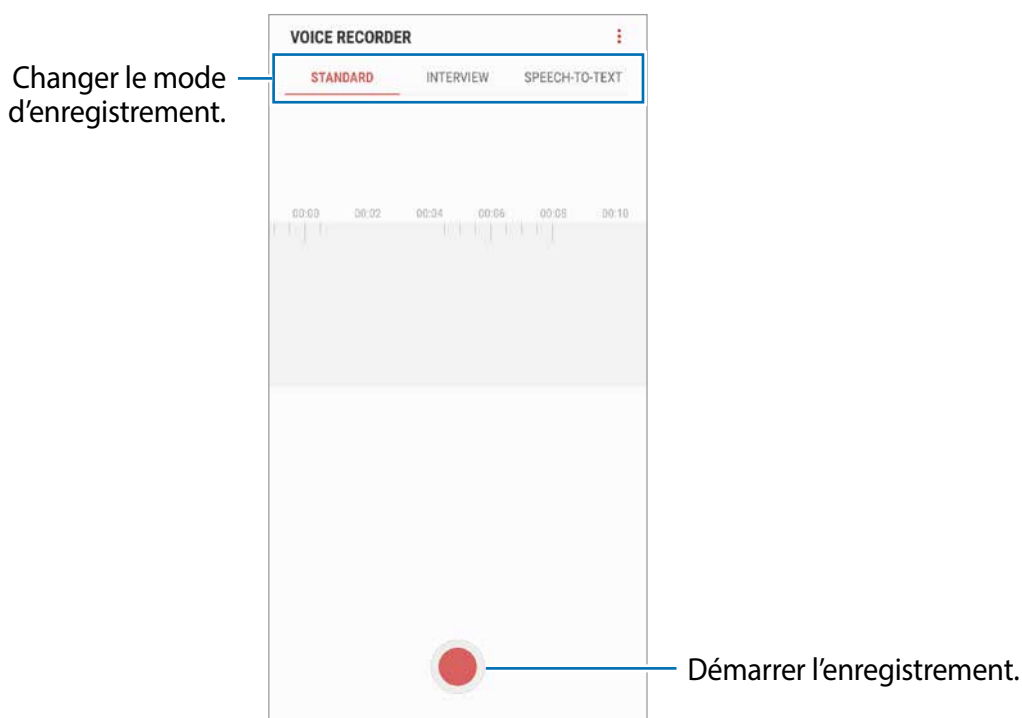 VOICE RECORDER
Changer le mode
d'enregistrement.
STANDARD INTERVIEW SPEECH-TO-TEXT
00:00 00:02 00:04 00:06 00:08 00:10
Démarrer l'enregistrement.